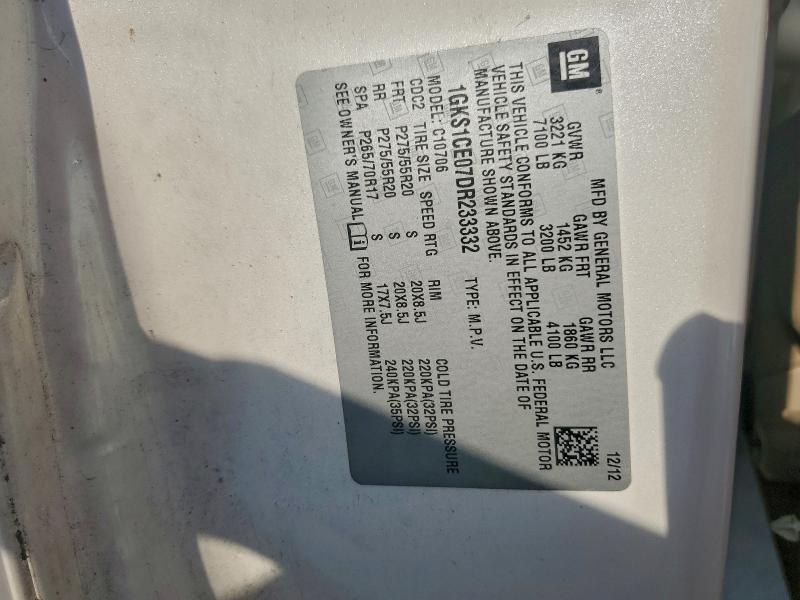 GM
MFD BY GENERAL MOTORS LLC 12/12
GVWR GAWR FRT GAWR RR
3221 KG 1452 KG 1860 KG
7100 LB 3200 LB 4100 LB
THIS VEHICLE CONFORMS TO ALL APPLICABLE U.S. FEDERAL MOTOR
VEHICLE SAFETY STANDARDS IN EFFECT ON THE DATE OF
MANUFACTURE SHOWN ABOVE.
1GKS1CE07DR233332 TYPE: M.P.V.
MODEL: C10706
CDC2 TIRE SIZE SPEED RTG RIM COLD TIRE PRESSURE
FRT P275/55R20 S 20X8.5J 220KPA(32PSI)
RR P275/55R20 S 20X8.5J 220KPA(32PSI)
SPA P265/70R17 S 17X7.5J 240KPA(35PSI)
SEE OWNER'S MANUAL FOR MORE INFORMATION.